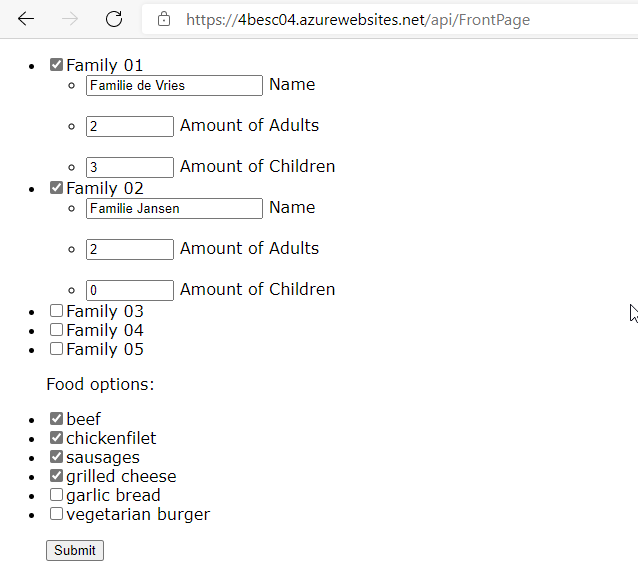 https://4besc04.azurewebsites.net/api/FrontPage
Family 01
Familie de Vries Name
2 Amount of Adults
3 Amount of Children
Family 02
Familie Jansen Name
2 Amount of Adults
0 Amount of Children
Family 03
Family 04
Family 05
Food options:
beef
chickenfilet
sausages
grilled cheese
garlic bread
vegetarian burger
Submit